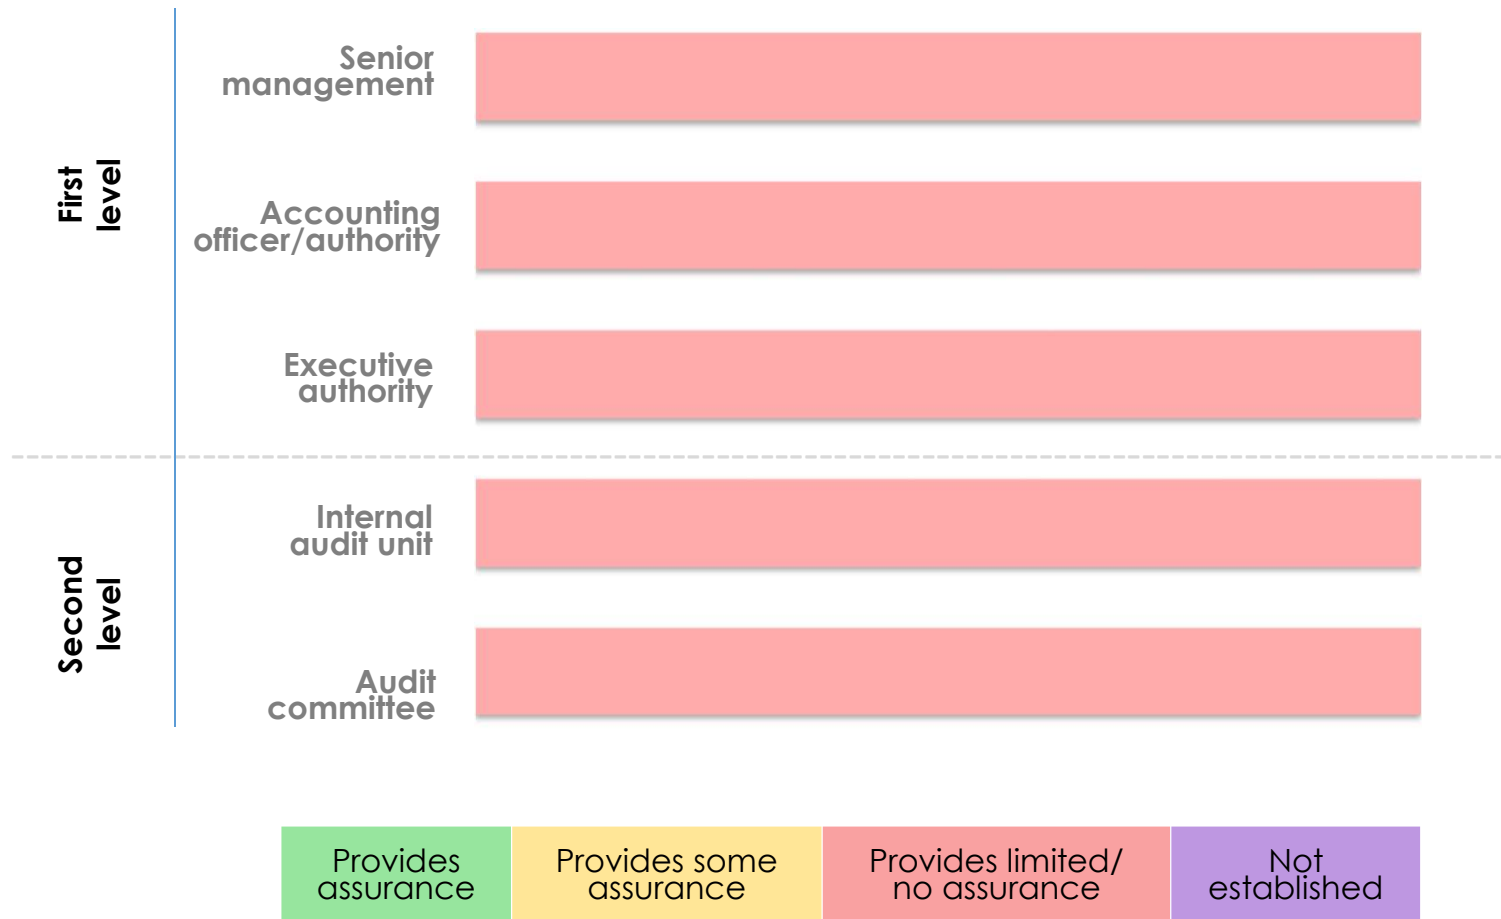 First
level
Senior
management
Accounting
officer/authority
Executive
authority
Second
level
Internal
audit unit
Audit
committee
Provides
assurance
Provides some
assurance
Provides limited/
no assurance
Not
established